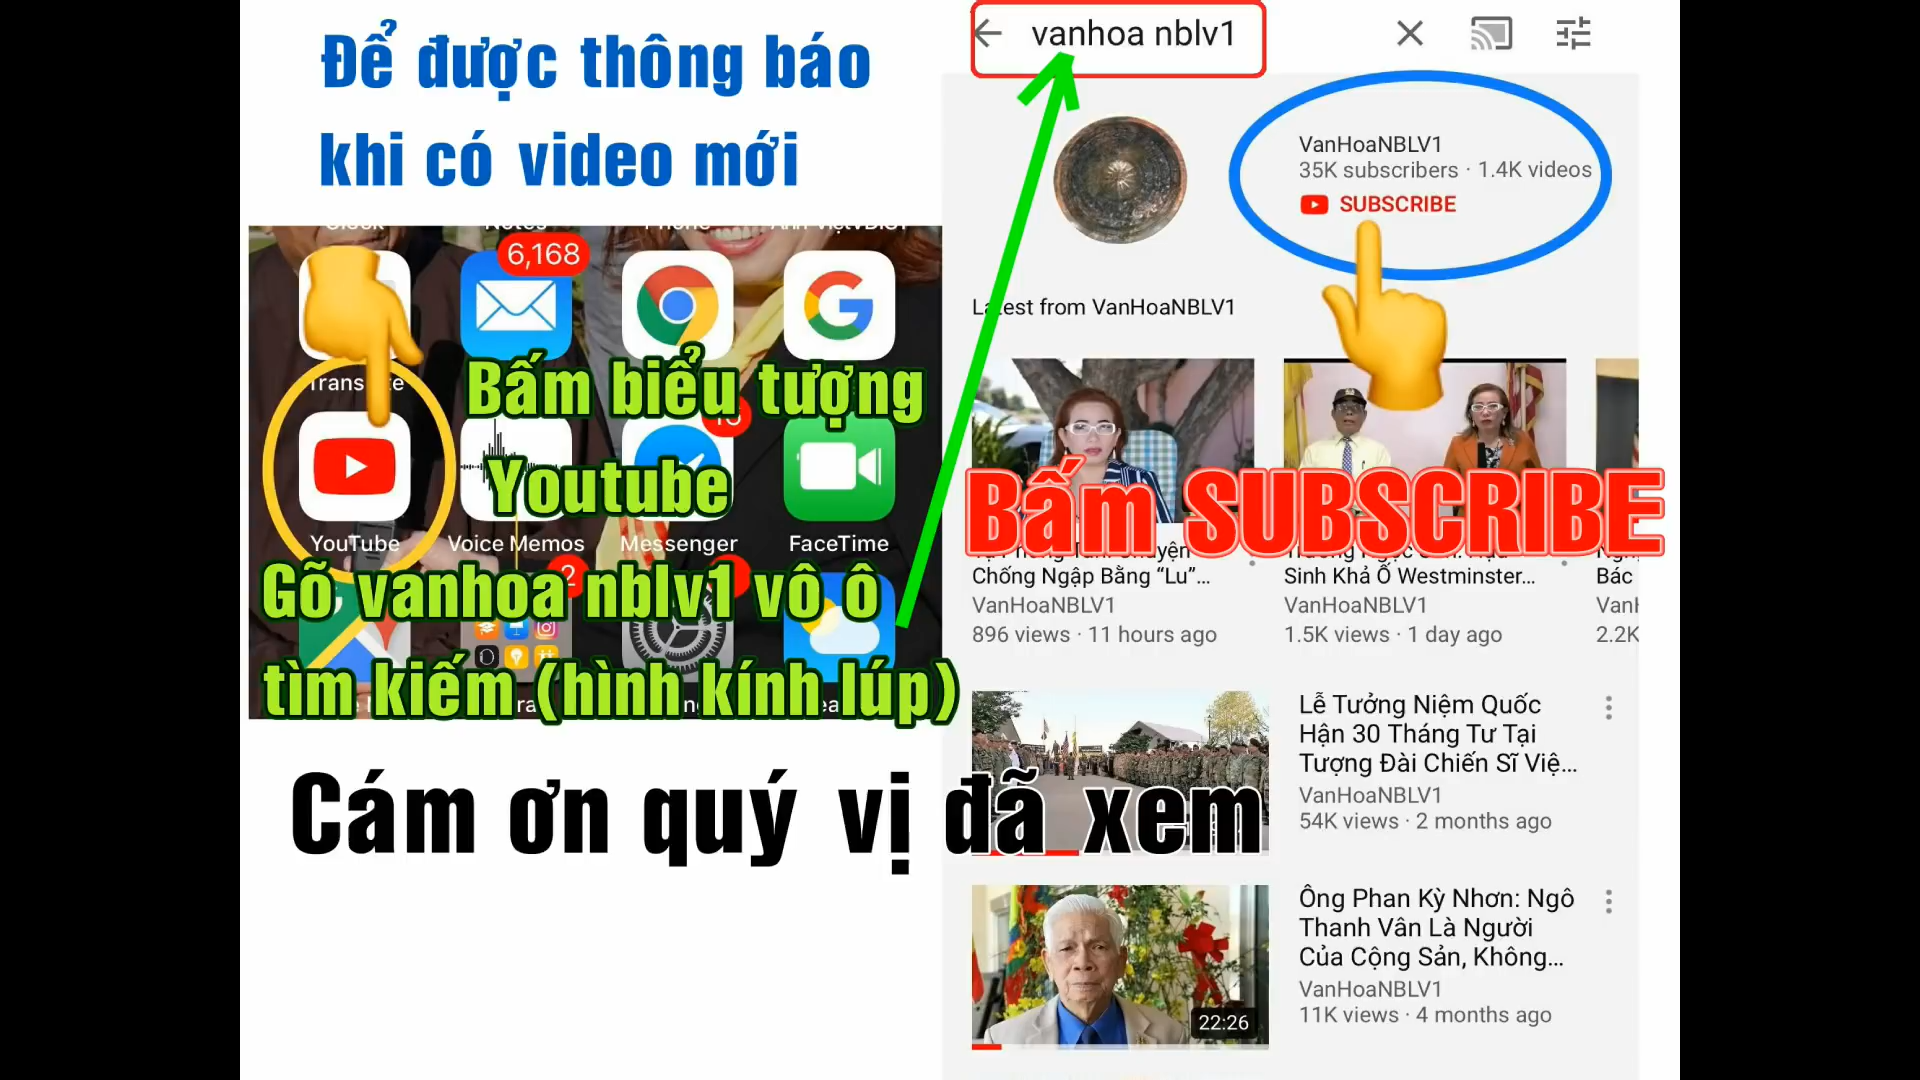 Để được thông báo
khi có video mới
Clock
Notes
Phone
6,168
Bấm biểu tượng
Youtube
YouTube
Voice Memos
Messenger
FaceTime
2
Gõ vanhoa nblv1 vô ô
tìm kiếm (hình kính lúp)
Cám ơn quý vị đã xem
vanhoa nblv1
VanHoaNBLV1
35K subscribers · 1.4K videos
SUBSCRIBE
Latest from VanHoaNBLV1
Bấm SUBSCRIBE
Chống Ngập Bằng “Lu”...
VanHoaNBLV1
896 views · 11 hours ago
Sinh Khả Ố Westminster...
VanHoaNBLV1
1.5K views · 1 day ago
Bác
VanH
2.2K
Lễ Tưởng Niệm Quốc
Hận 30 Tháng Tư Tại
Tượng Đài Chiến Sĩ Việ...
VanHoaNBLV1
54K views · 2 months ago
22:26
Ông Phan Kỳ Nhơn: Ngô
Thanh Vân Là Người
Của Cộng Sản, Không...
VanHoaNBLV1
11K views · 4 months ago